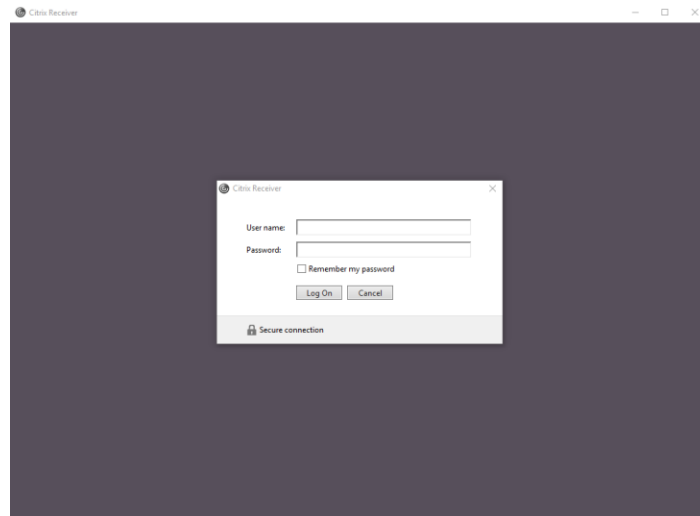 Citrix Receiver
Citrix Receiver
User name:
Password:
Remember my password
Log On Cancel
Secure connection